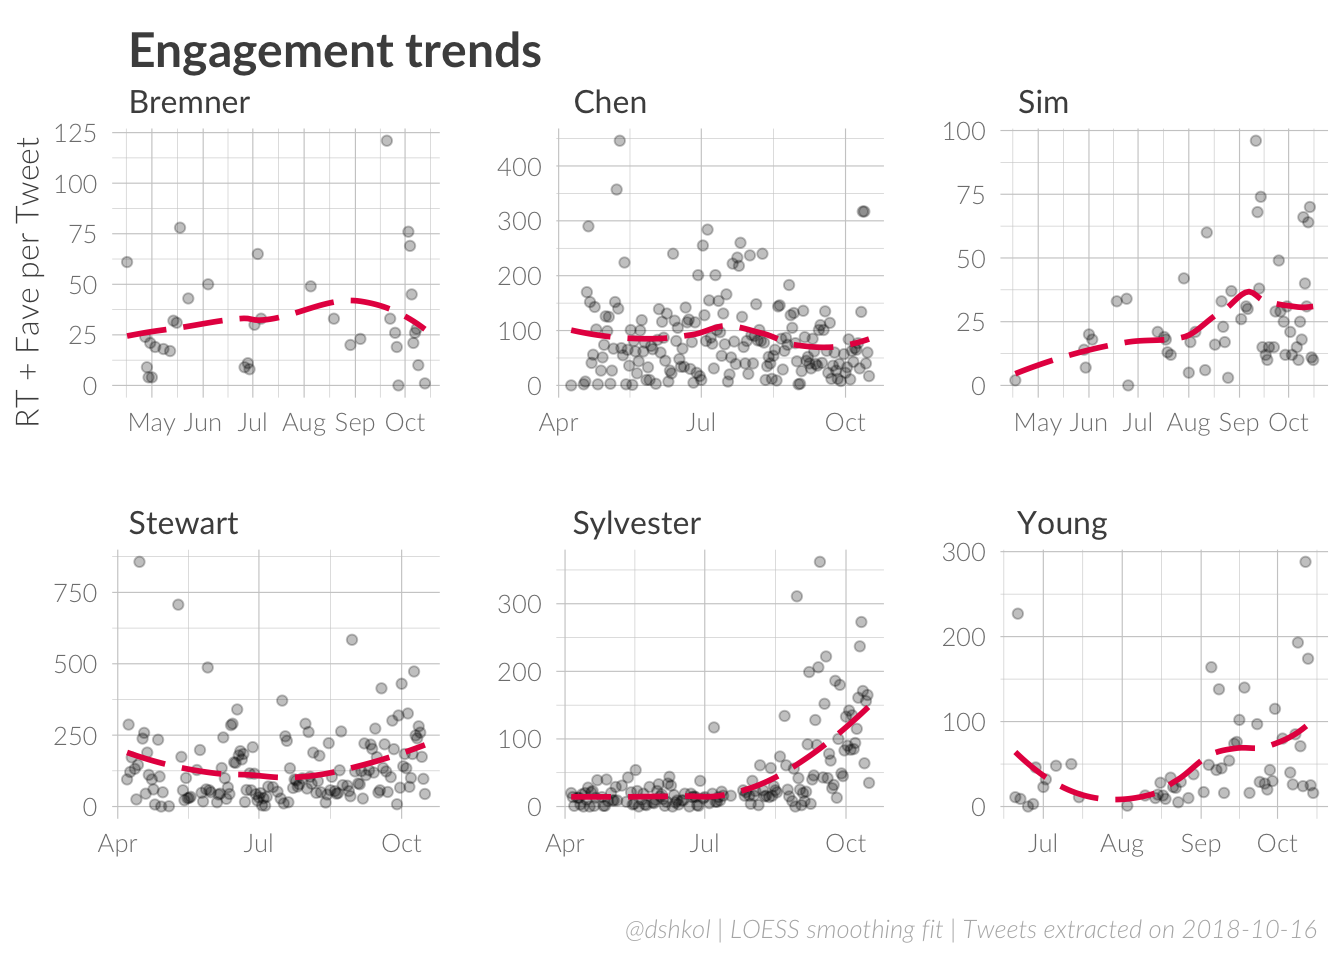 Engagement trends
Bremner
Chen
Sim
RT + Fave per Tweet
125
100
75
50
25
0
May Jun Jul Aug Sep Oct
400
300
200
100
0
Apr Jul Oct
100
75
50
25
0
May Jun Jul Aug Sep Oct
Stewart
Sylvester
Young
750
500
250
0
Apr Jul Oct
300
200
100
0
Apr Jul Oct
300
200
100
0
Jul Aug Sep Oct
@dshkol | LOESS smoothing fit | Tweets extracted on 2018-10-16